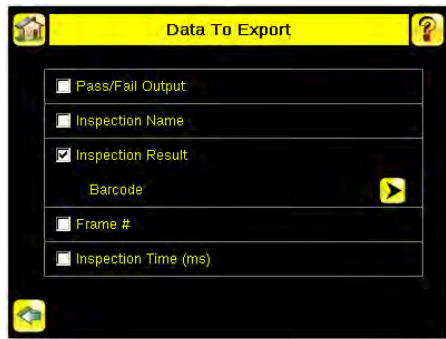 Data To Export
?
Pass/Fail Output
Inspection Name
Inspection Result
Barcode
Frame #
Inspection Time (ms)